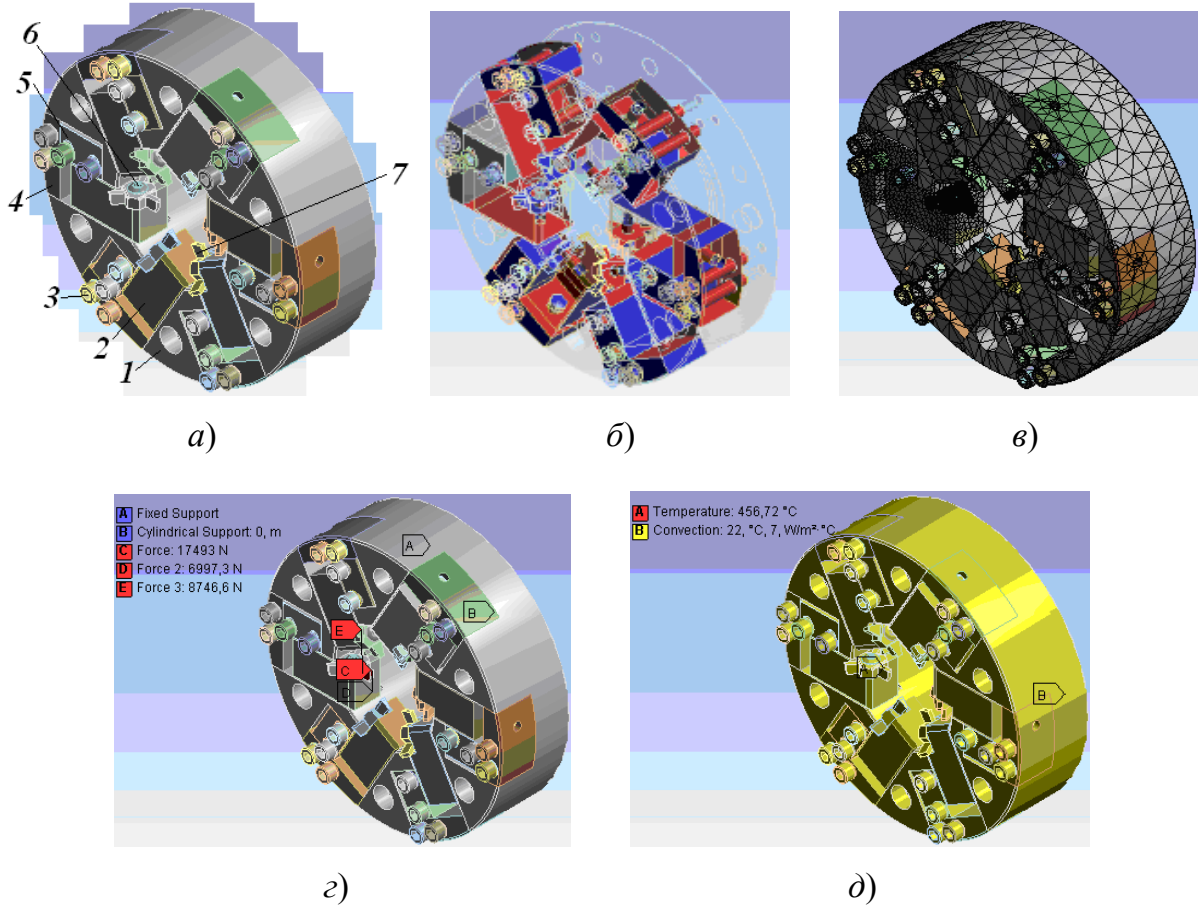 6
5
7
4
3
2
1
а)
б)
в)
A Fixed Support
B Cylindrical Support: 0, m
C Force: 17493 N
D Force 2: 6997,3 N
E Force 3: 8746,6 N
A
B
E
C
D
A Temperature: 456,72 °C
B Convection: 22, °C, 7, W/m²·°C
B
г)
д)